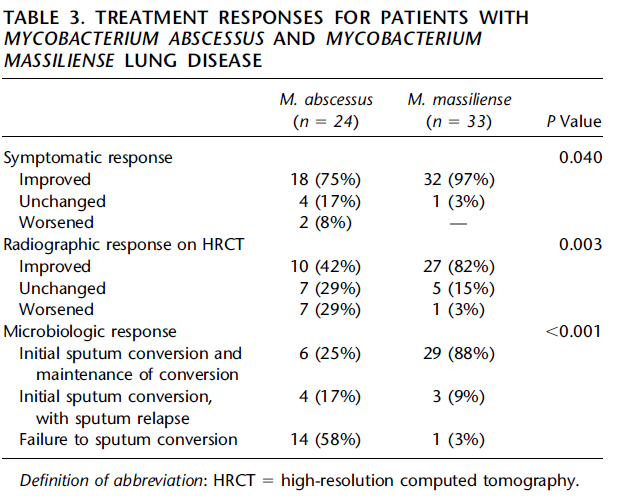 TABLE 3. TREATMENT RESPONSES FOR PATIENTS WITH
MYCOBACTERIUM ABSCESSUS AND MYCOBACTERIUM
MASSILIENSE LUNG DISEASE
M. abscessus M. massiliense
(n = 24) (n = 33) P Value
Symptomatic response 0.040
Improved 18 (75%) 32 (97%)
Unchanged 4 (17%) 1 (3%)
Worsened 2 (8%) —
Radiographic response on HRCT 0.003
Improved 10 (42%) 27 (82%)
Unchanged 7 (29%) 5 (15%)
Worsened 7 (29%) 1 (3%)
Microbiologic response <0.001
Initial sputum conversion and 6 (25%) 29 (88%)
maintenance of conversion
Initial sputum conversion, 4 (17%) 3 (9%)
with sputum relapse
Failure to sputum conversion 14 (58%) 1 (3%)
Definition of abbreviation: HRCT = high-resolution computed tomography.